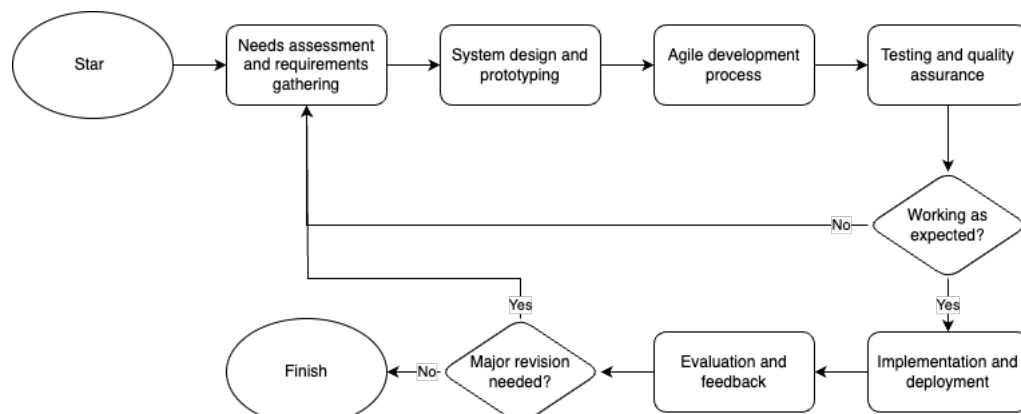 Star
Needs assessment
and requirements
gathering
System design and
prototyping
Agile development
process
Testing and quality
assurance
Working as
expected?
No
Yes
Implementation and
deployment
Evaluation and
feedback
Major revision
needed?
Yes
No
Finish